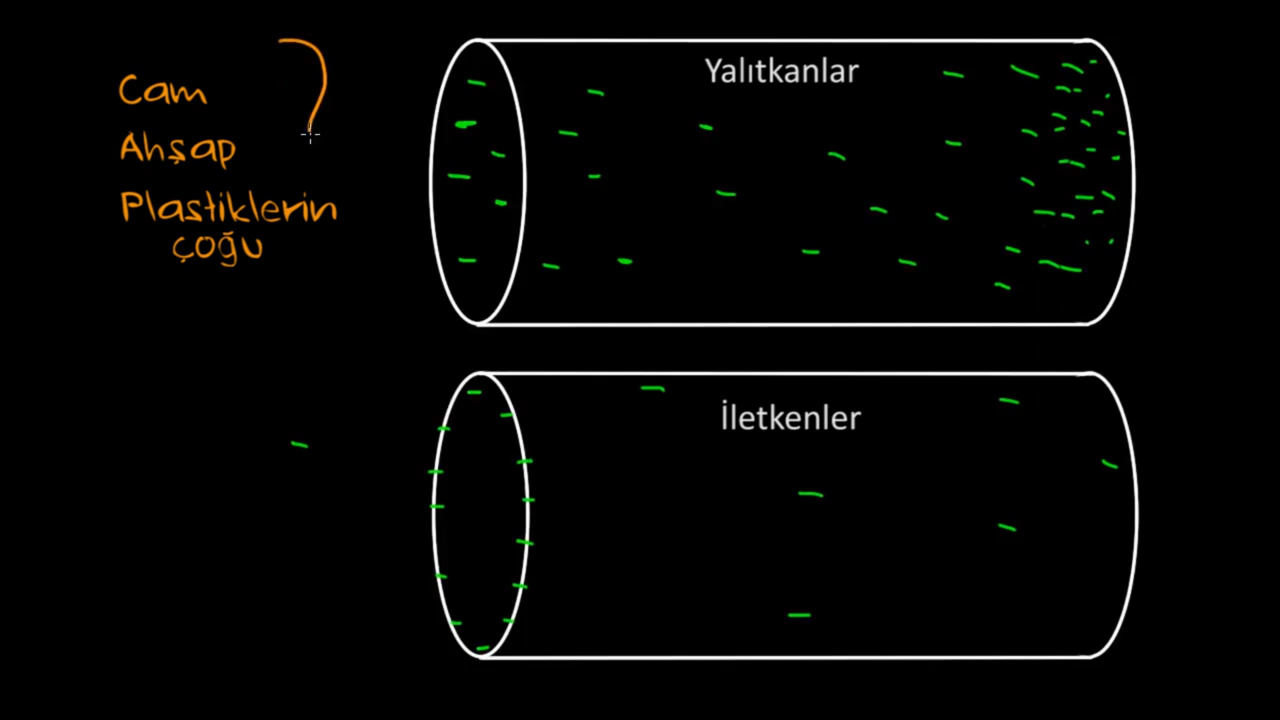 Cam
Ahşap
Plastiklerin
çoğu
Yalıtkanlar
İletkenler